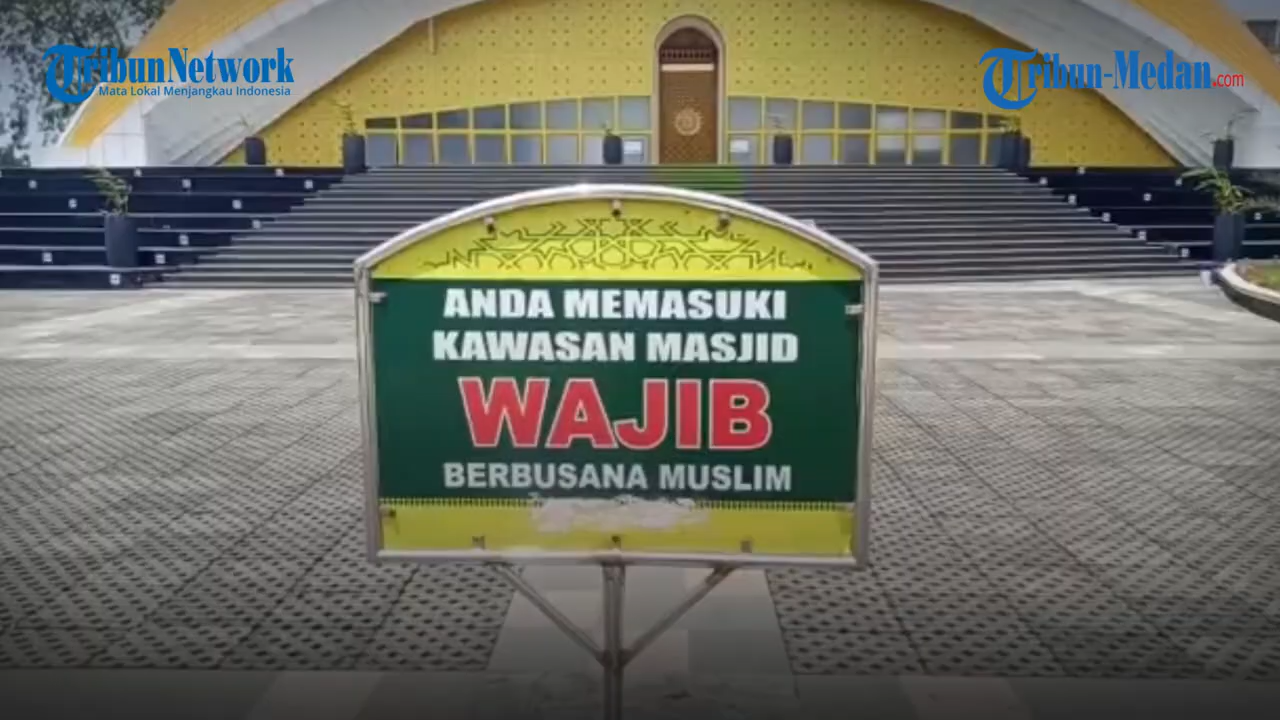 TribunNetwork
Mata Lokal Menjangkau Indonesia
Tribun-Medan.com
ANDA MEMASUKI
KAWASAN MASJID
WAJIB
BERBUSANA MUSLIM